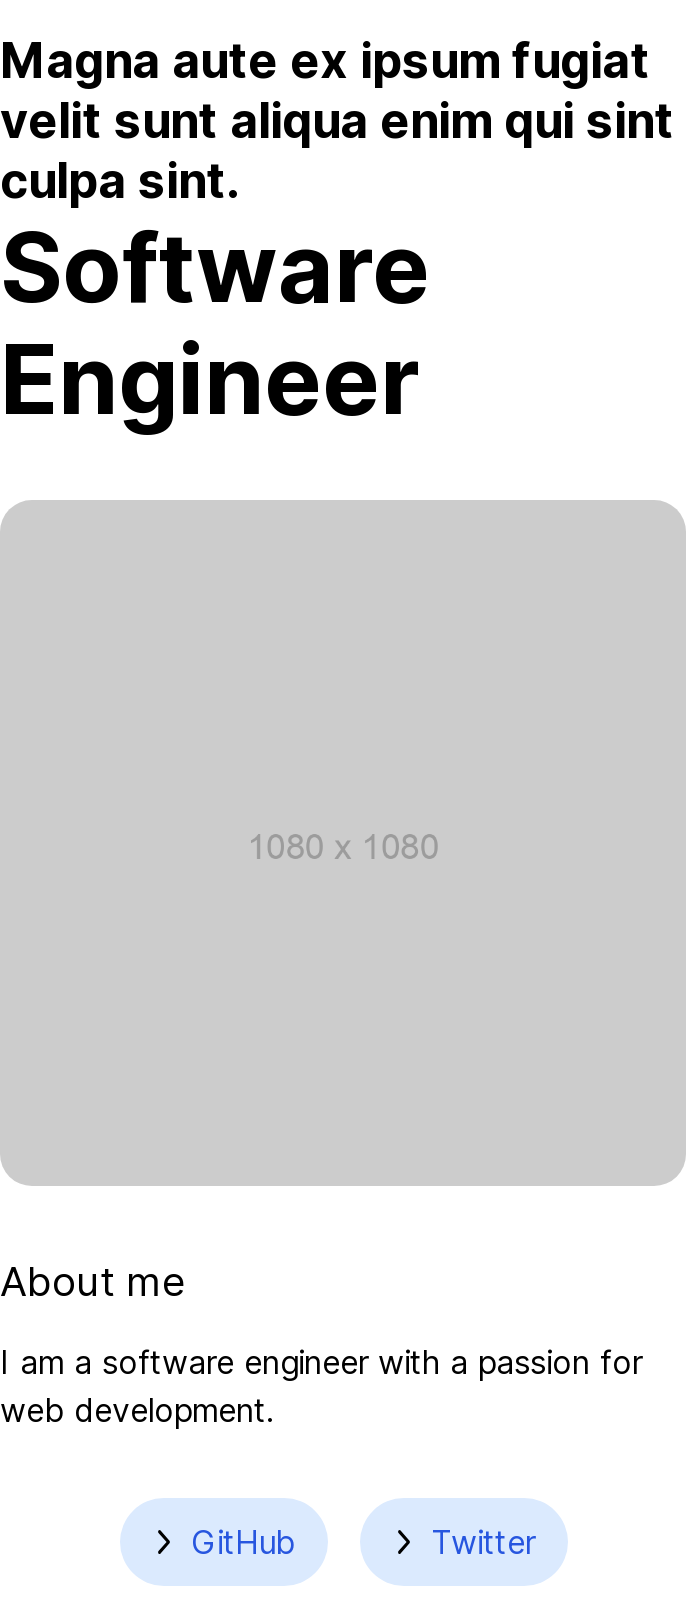 Magna aute ex ipsum fugiat
velit sunt aliqua enim qui sint
culpa sint.
Software
Engineer
1080 x 1080
About me
I am a software engineer with a passion for
web development.
GitHub
Twitter